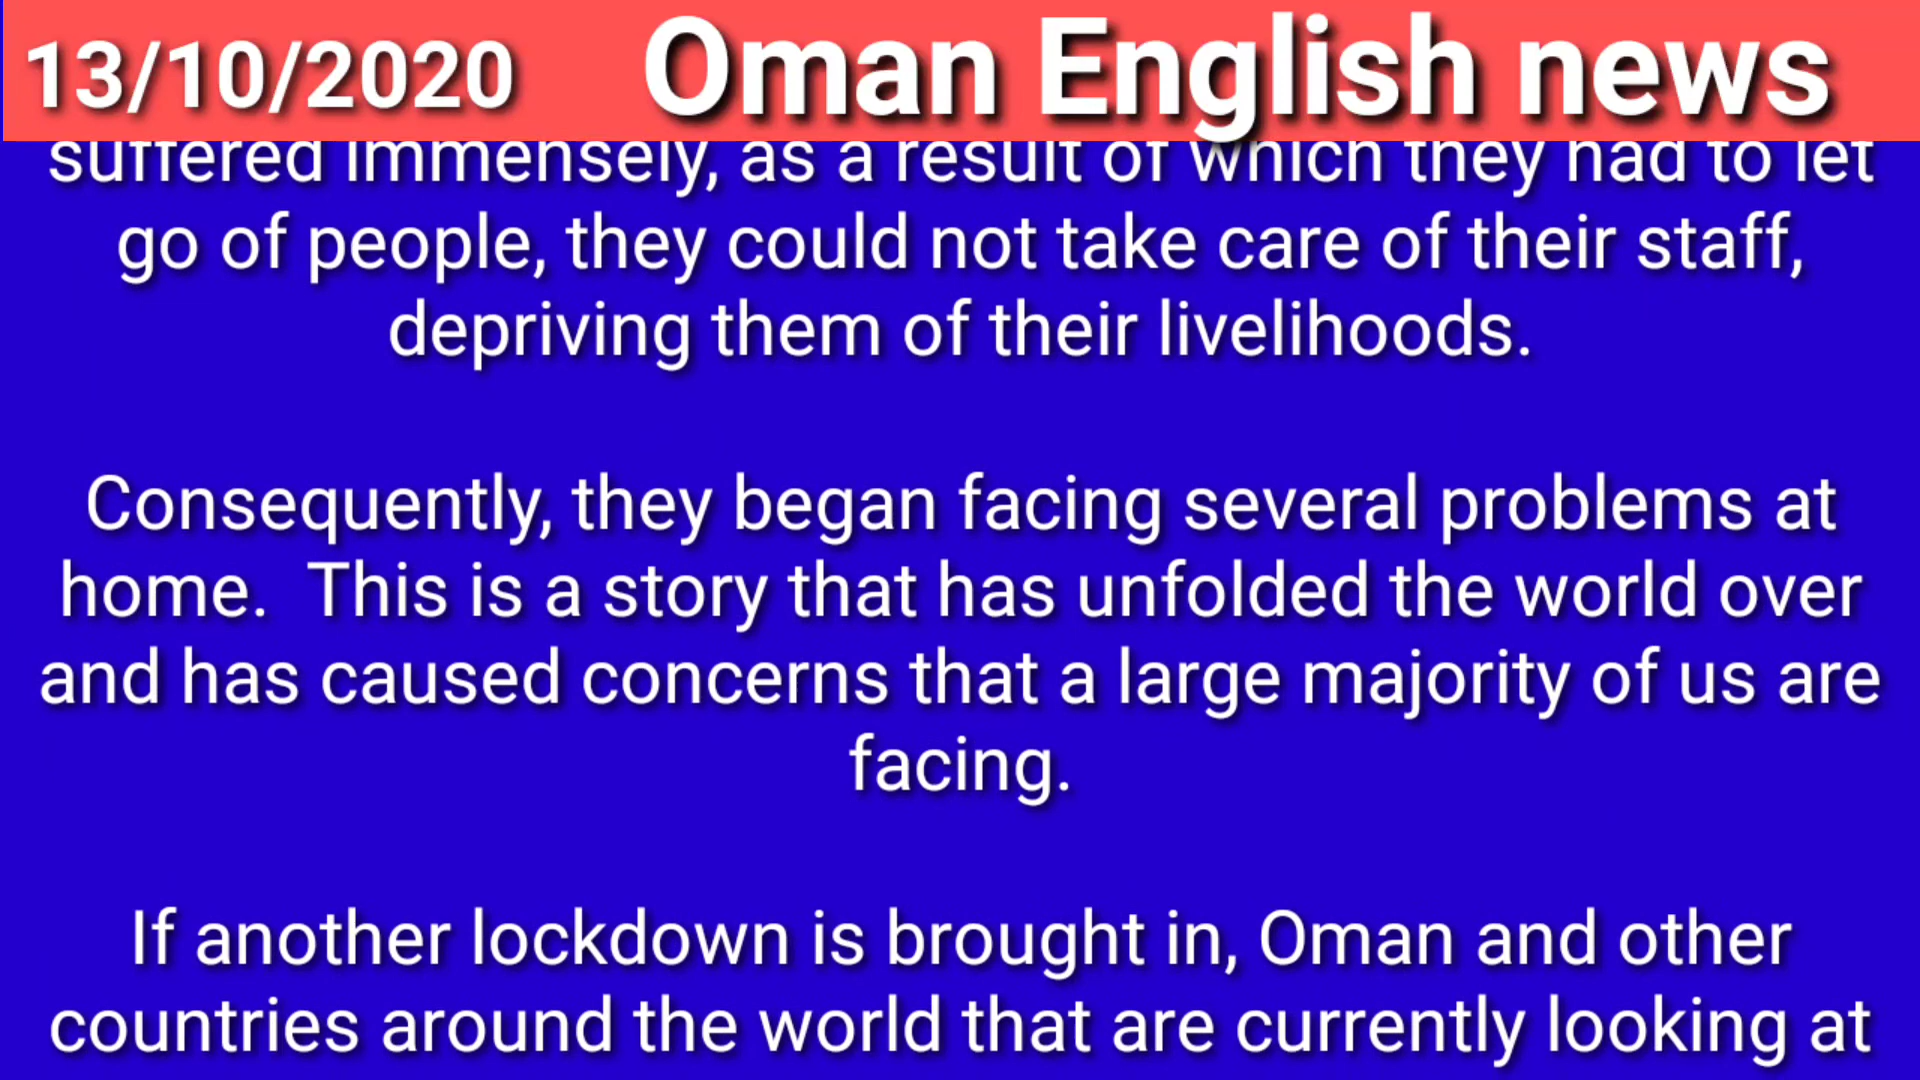 13/10/2020 Oman English news
suffered immensely, as a result of which they had to let
go of people, they could not take care of their staff,
depriving them of their livelihoods.
Consequently, they began facing several problems at
home.  This is a story that has unfolded the world over
and has caused concerns that a large majority of us are
facing.
If another lockdown is brought in, Oman and other
countries around the world that are currently looking at